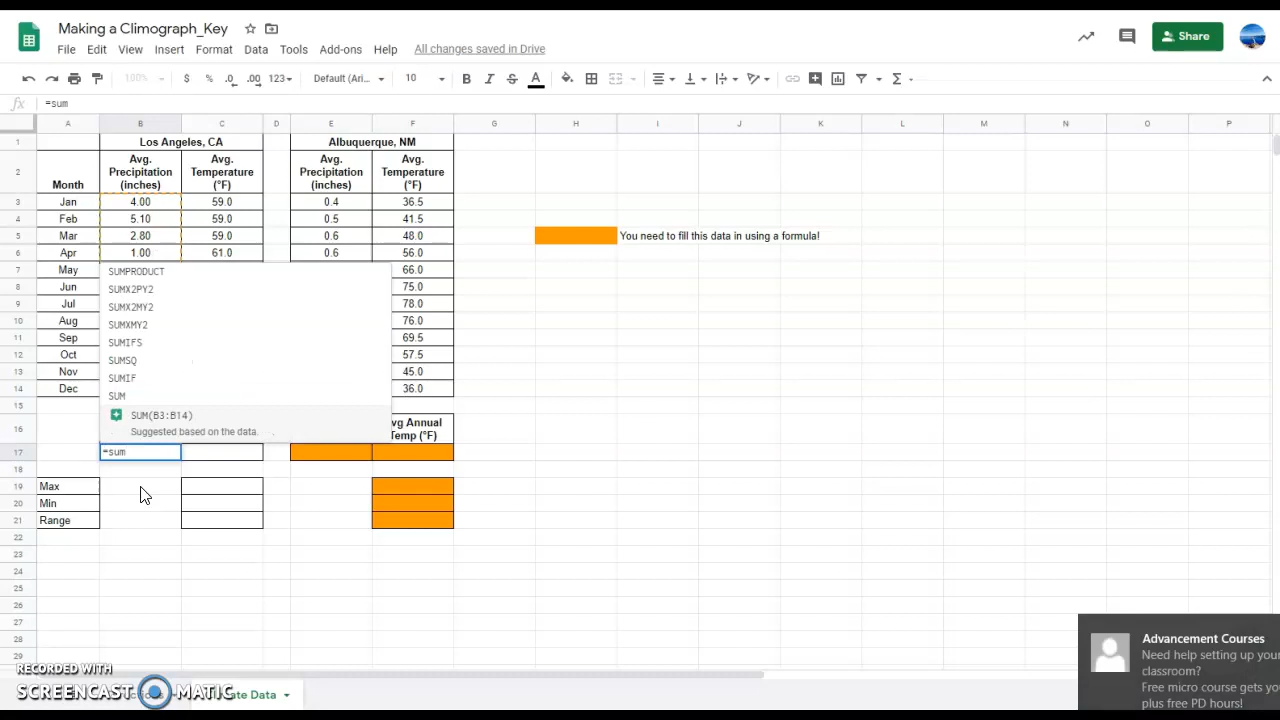 Making a Climograph_Key
File Edit View Insert Format Data Tools Add-ons Help All changes saved in Drive
Share
100% $ % .0 .00 123 Default (Ari... 10 B I S A Σ
fx =sum
A B C D E F G H I J K L M N O P
1 Los Angeles, CA Albuquerque, NM
2 Month Avg. Precipitation (inches) Avg. Temperature (°F) Avg. Precipitation (inches) Avg. Temperature (°F)
3 Jan 4.00 59.0 0.4 36.5
4 Feb 5.10 59.0 0.5 41.5
5 Mar 2.80 59.0 0.6 48.0 You need to fill this data in using a formula!
6 Apr 1.00 61.0 0.6 56.0
7 May SUMPRODUCT 66.0
8 Jun SUMX2PY2 75.0
9 Jul SUMX2MY2 78.0
10 Aug SUMXMY2 76.0
11 Sep SUMIFS 69.5
12 Oct SUMSQ 57.5
13 Nov SUMIF 45.0
14 Dec SUM 36.0
15
SUM(B3:B14)
Suggested based on the data.
16 Annual Temp (°F)
17 =sum
18
19 Max
20 Min
21 Range
22
23
24
25
26
27
28
29
RECORDED WITH
SCREENCAST MATIC
Data
Advancement Courses
Need help setting up your
classroom?
Free micro course gets
plus free PD hours!